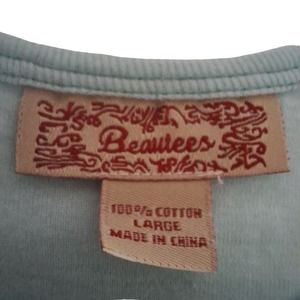 Beautees
100% COTTON
LARGE
MADE IN CHINA